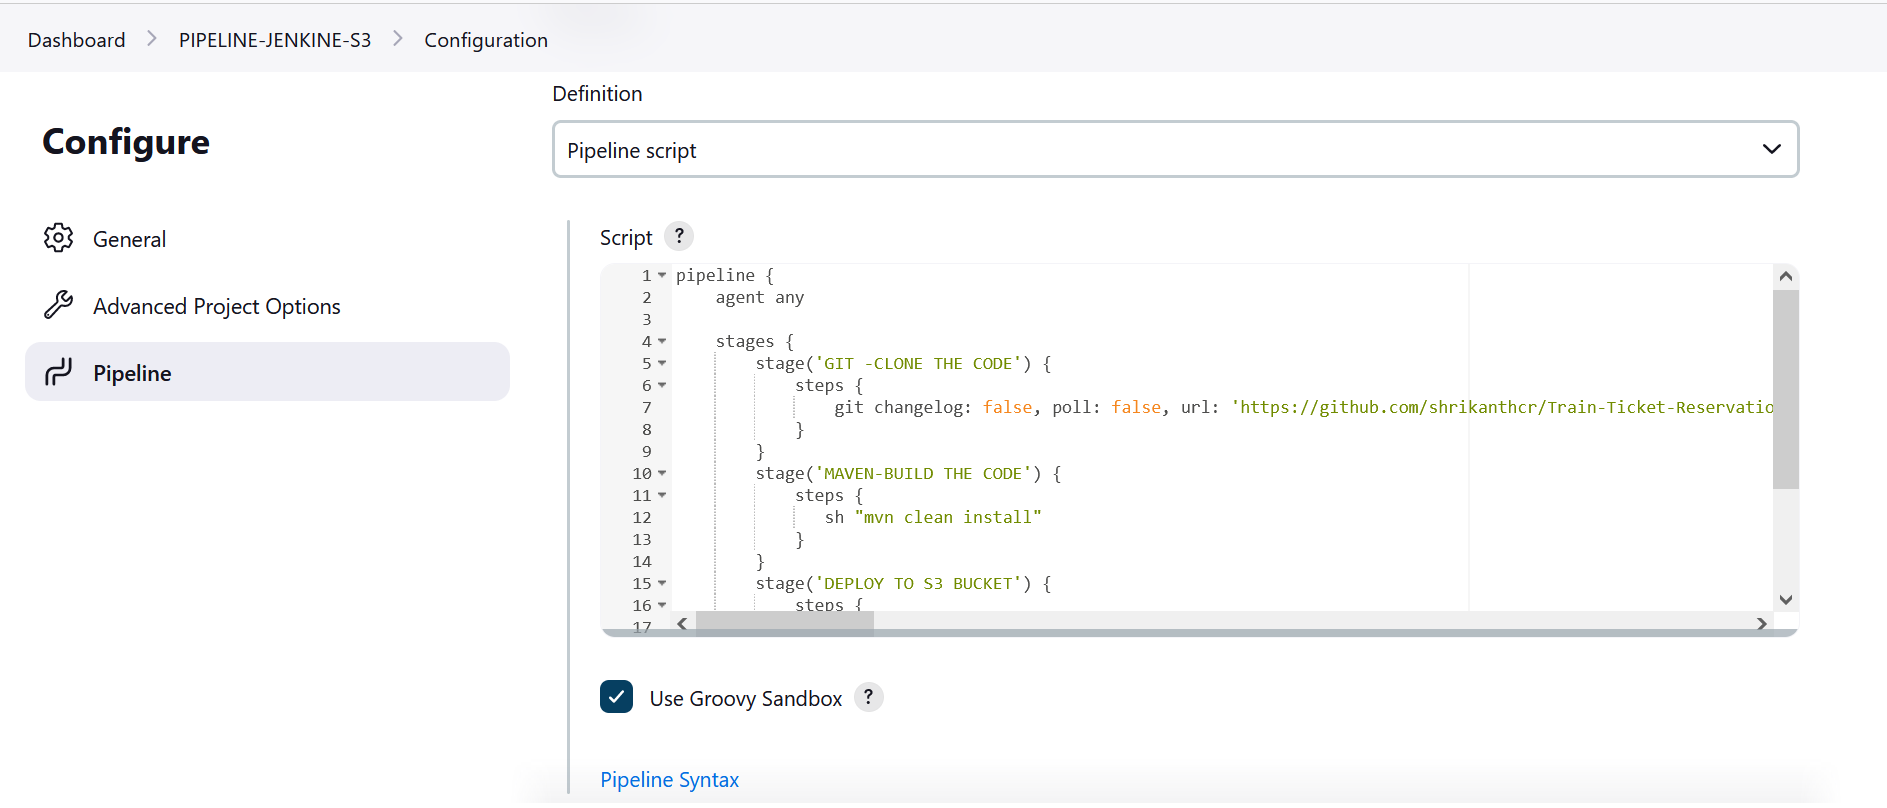 Dashboard > PIPELINE-JENKINE-S3 > Configuration
Configure
General
Advanced Project Options
Pipeline
Definition
Pipeline script
Script ?
1 pipeline {
2     agent any
3
4     stages {
5         stage('GIT -CLONE THE CODE') {
6             steps {
7                 git changelog: false, poll: false, url: 'https://github.com/shrikanthcr/Train-Ticket-Reservatio
8             }
9         }
10         stage('MAVEN-BUILD THE CODE') {
11             steps {
12                sh "mvn clean install"
13             }
14         }
15         stage('DEPLOY TO S3 BUCKET') {
16             steps {
17
Use Groovy Sandbox ?
Pipeline Syntax